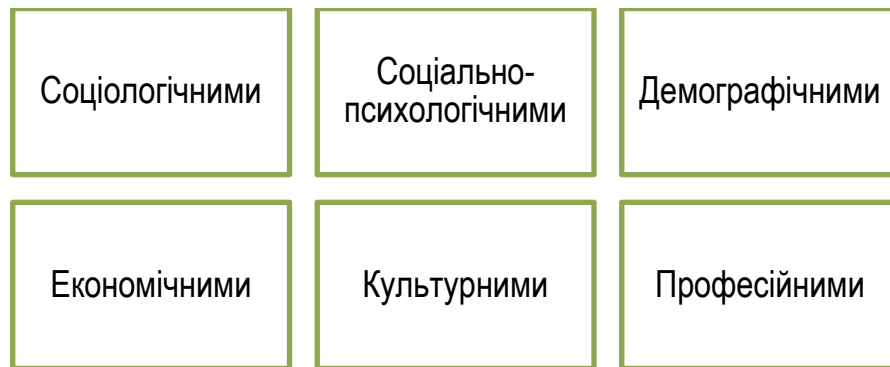 Соціологічними
Соціально-
психологічними
Демографічними
Економічними
Культурними
Професійними